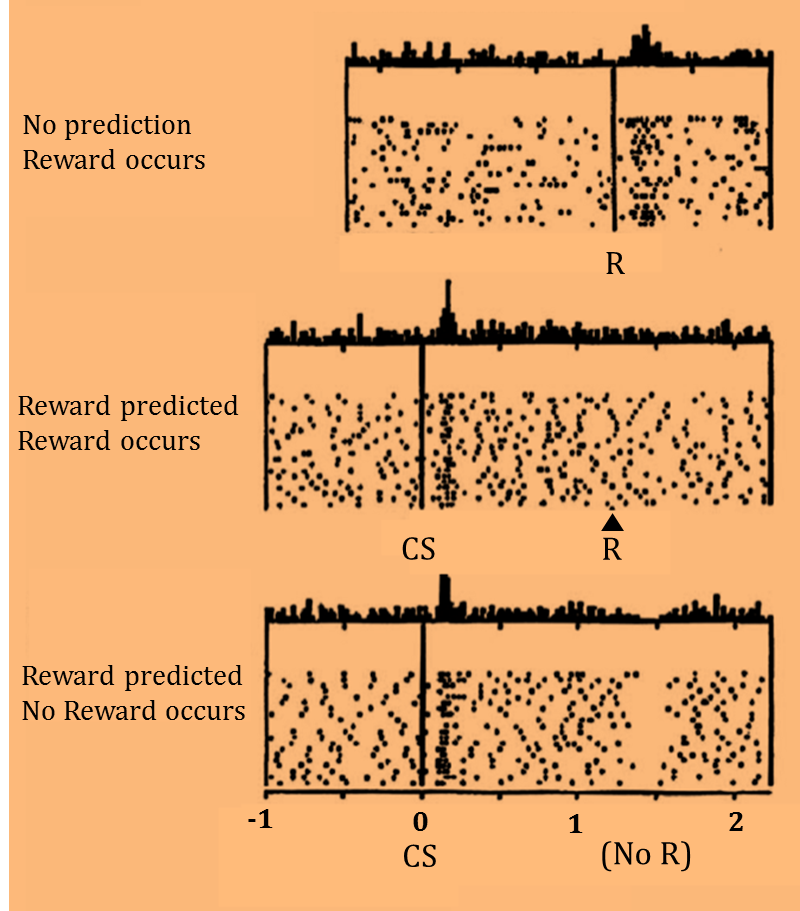 No prediction
Reward occurs
R
Reward predicted
Reward occurs
CS R
Reward predicted
No Reward occurs
-1 0 1 2
CS (No R)